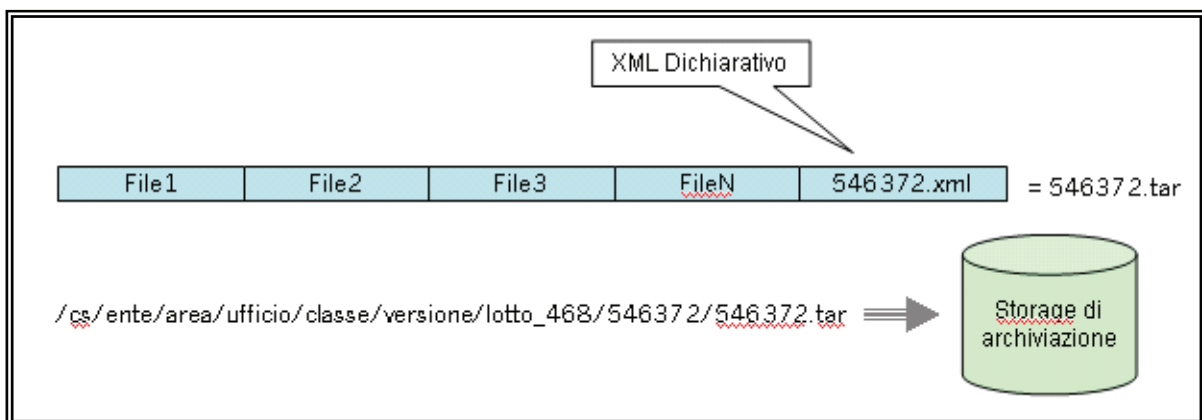 XML Dichiarativo
File1 File2 File3 FileN 546372.xml = 546372.tar
/cs/ente/area/ufficio/classe/versione/lotto_468/546372/546372.tar
Storage di
archiviazione